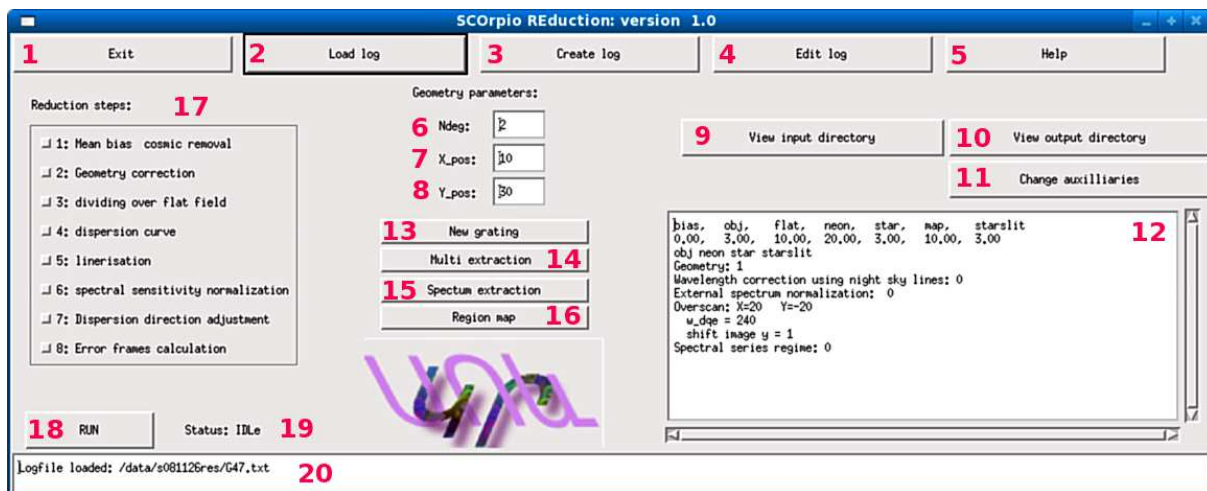 SCOrpio REduction: version 1.0
1 Exit
2 Load log
3 Create log
4 Edit log
5 Help
Reduction steps: 17
1: Mean bias cosmic removal
2: Geometry correction
3: dividing over flat field
4: dispersion curve
5: linerisation
6: spectral sensitivity normalization
7: Dispersion direction adjustment
8: Error frames calculation
Geometry parameters:
6 Ndeg: 2
7 X_pos: 10
8 Y_pos: 30
13 New grating
Multi extraction 14
15 Spectum extraction
Region map 16
9 View input directory
10 View output directory
11 Change auxilliaries
12
bias, obj, flat, neon, star, map, starslit
0.00, 3.00, 10.00, 20.00, 3.00, 10.00, 3.00
obj neon star starslit
Geometry: 1
Wavelength correction using night sky lines: 0
External spectrum normalization: 0
Overscan: X=20 Y=-20
w_dqe = 240
shift image y = 1
Spectral series regime: 0
18 RUN
Status: IDLe 19
Logfile loaded: /data/s081126res/G47.txt 20